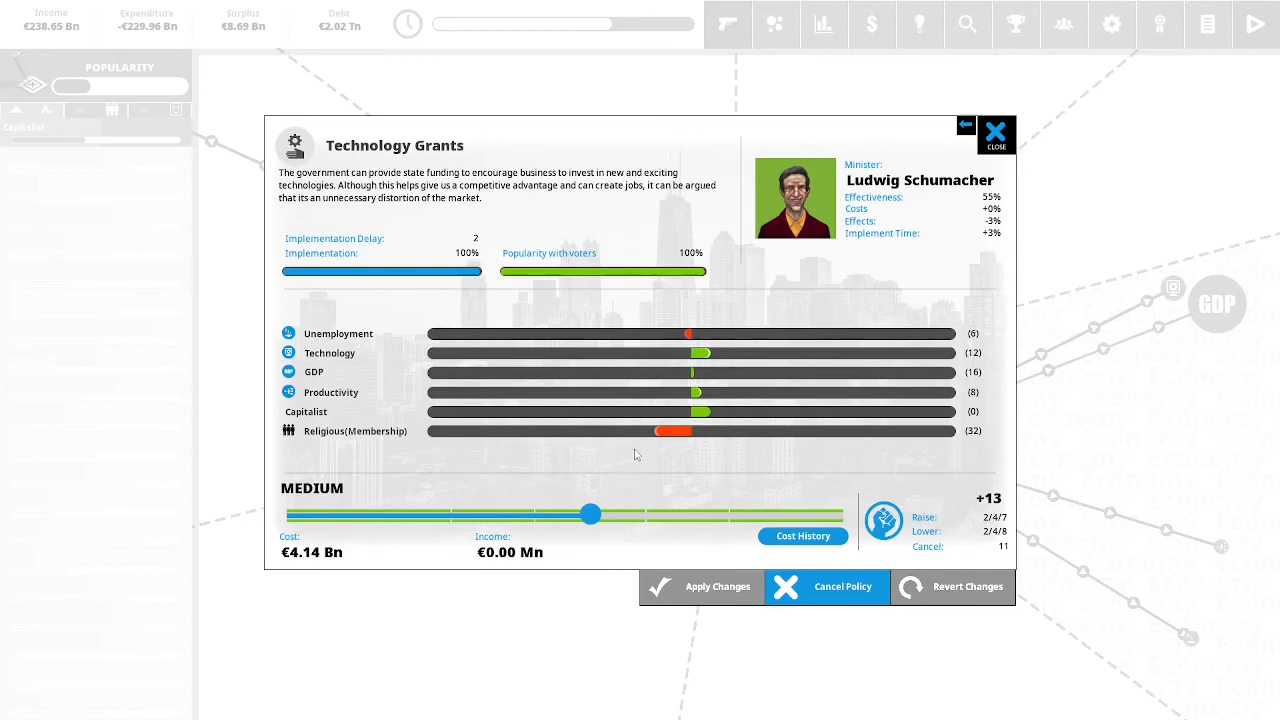 Income Expenditure Surplus Debt
€238.65 Bn -€229.96 Bn €8.69 Bn €2.02 Tn
POPULARITY
Capitalist
Technology Grants
The government can provide state funding to encourage business to invest in new and exciting
technologies. Although this helps give us a competitive advantage and can create jobs, it can be argued
that its an unnecessary distortion of the market.
Implementation Delay: 2
Implementation: 100% Popularity with voters 100%
CLOSE
Minister:
Ludwig Schumacher
Effectiveness: 55%
Costs +0%
Effects: -3%
Implement Time: +3%
Unemployment (6)
Technology (12)
GDP (16)
Productivity (8)
Capitalist (0)
Religious(Membership) (32)
MEDIUM
Cost: Income:
€4.14 Bn €0.00 Mn
Cost History
+13
Raise: 2/4/7
Lower: 2/4/8
Cancel: 11
Apply Changes Cancel Policy Revert Changes
GDP
Economy
Economy
Economy
Economy